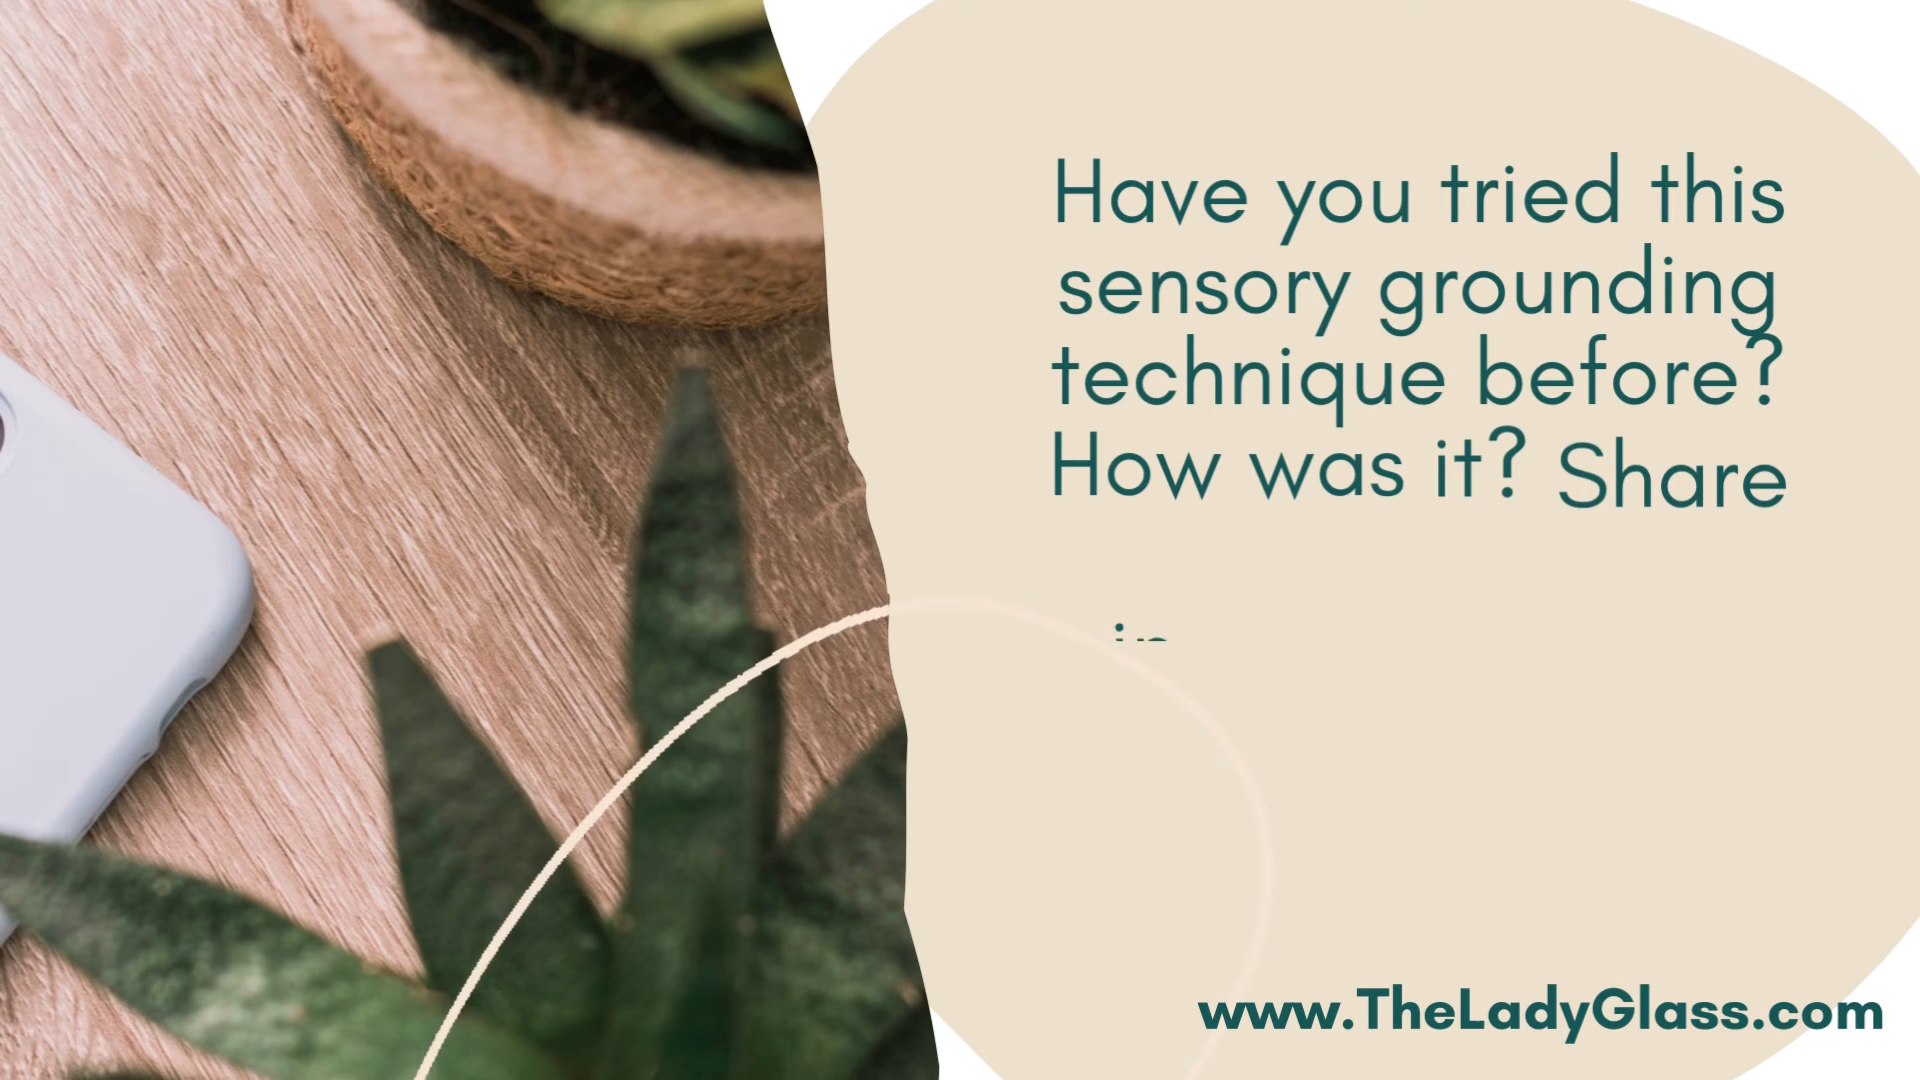 Have you tried this
sensory grounding
technique before?
How was it? Share
www.TheLadyGlass.com